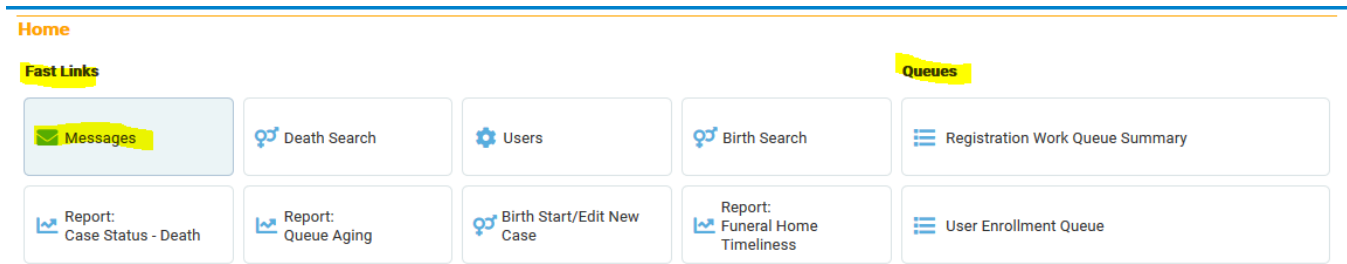 Home
Fast Links
Queues
Messages
Death Search
Users
Birth Search
Registration Work Queue Summary
Report:
Case Status - Death
Report:
Queue Aging
Birth Start/Edit New
Case
Report:
Funeral Home
Timeliness
User Enrollment Queue